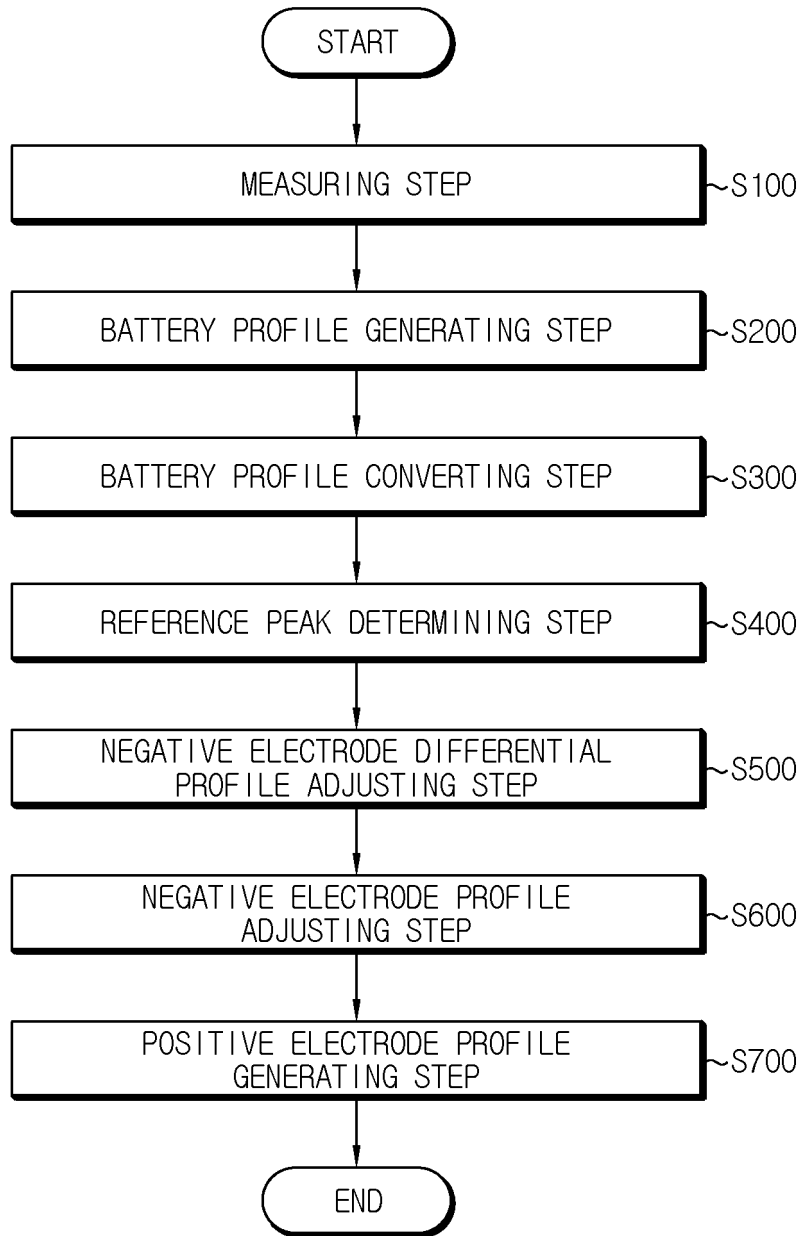 START
MEASURING STEP
~S100
BATTERY PROFILE GENERATING STEP
~S200
BATTERY PROFILE CONVERTING STEP
~S300
REFERENCE PEAK DETERMINING STEP
~S400
NEGATIVE ELECTRODE DIFFERENTIAL
PROFILE ADJUSTING STEP
~S500
NEGATIVE ELECTRODE PROFILE
ADJUSTING STEP
~S600
POSITIVE ELECTRODE PROFILE
GENERATING STEP
~S700
END